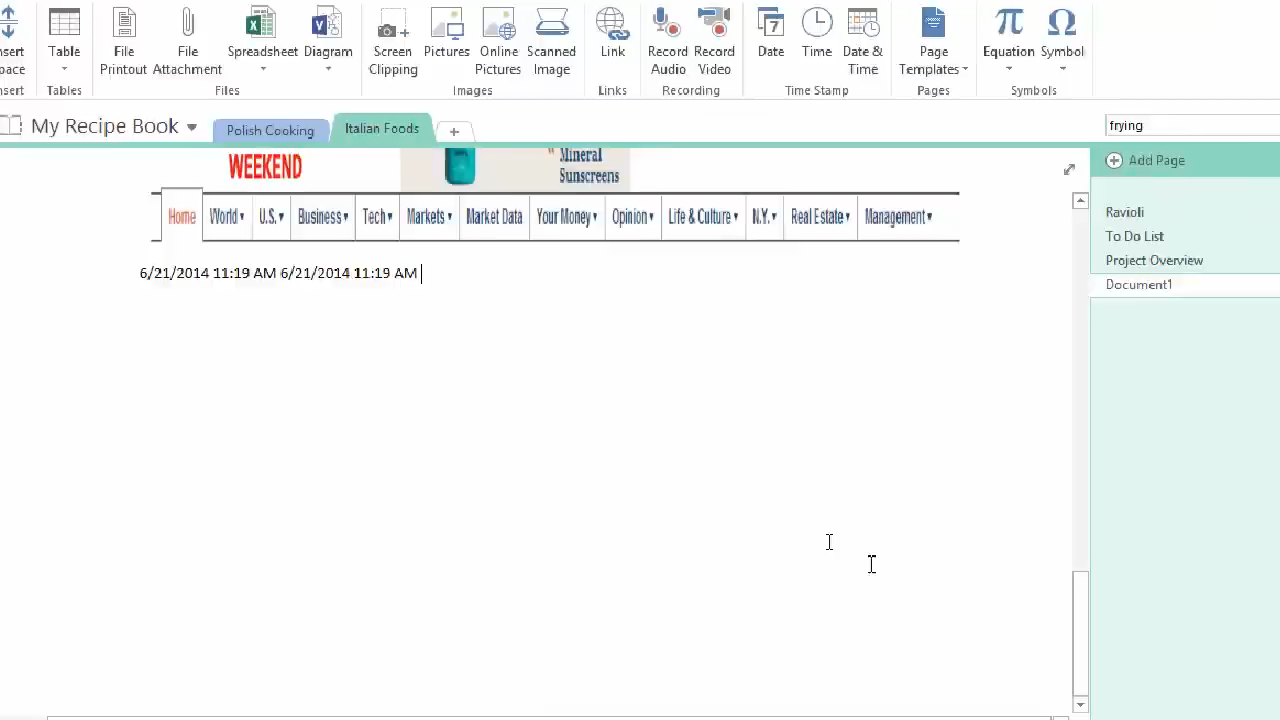 Table
File Printout
File Attachment
Spreadsheet
Diagram
Screen Clipping
Pictures
Online Pictures
Scanned Image
Link
Record Audio
Record Video
Date
Time
Date & Time
Page Templates
Equation
Symbol
Tables
Files
Images
Links
Recording
Time Stamp
Pages
Symbols
My Recipe Book
Polish Cooking
Italian Foods
frying
Add Page
WEEKEND
Mineral
Sunscreens
Home World U.S. Business Tech Markets Market Data Your Money Opinion Life & Culture N.Y. Real Estate Management
6/21/2014 11:19 AM 6/21/2014 11:19 AM
Ravioli
To Do List
Project Overview
Document1